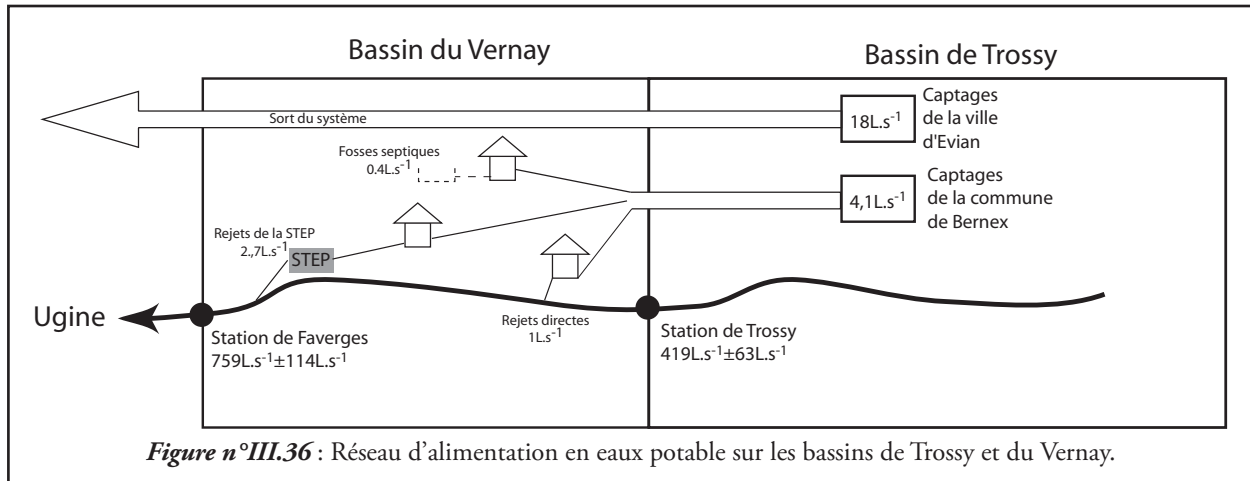 Bassin du Vernay
Bassin de Trossy
Sort du système
18L.s⁻¹
Captages
de la ville
d'Evian
Fosses septiques
0.4L.s⁻¹
4,1L.s⁻¹
Captages
de la commune
de Bernex
Rejets de la STEP
2.,7L.s⁻¹
STEP
Ugine
Station de Faverges
759L.s⁻¹±114L.s⁻¹
Rejets directes
1L.s⁻¹
Station de Trossy
419L.s⁻¹±63L.s⁻¹
Figure n°III.36 : Réseau d'alimentation en eaux potable sur les bassins de Trossy et du Vernay.